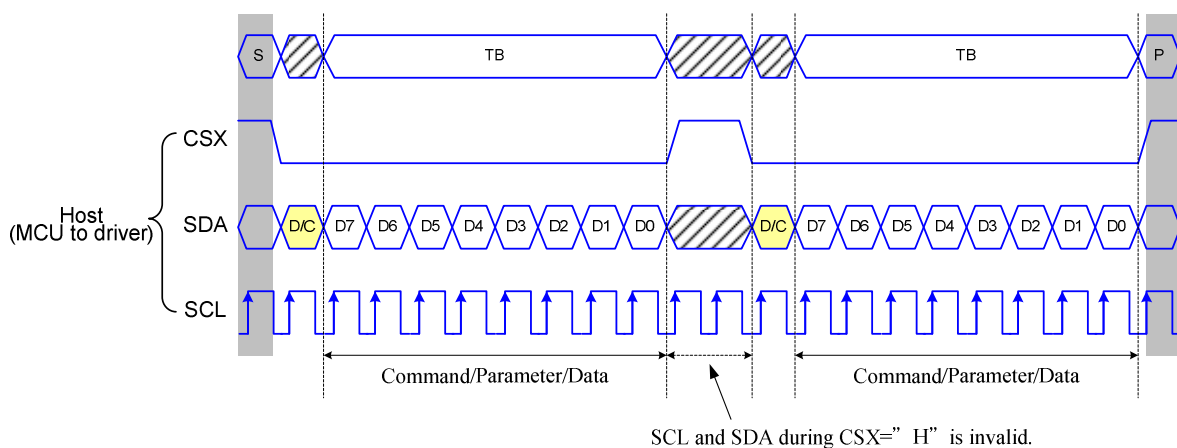 S TB TB P
CSX
SDA D/C D7 D6 D5 D4 D3 D2 D1 D0 D/C D7 D6 D5 D4 D3 D2 D1 D0
Host
(MCU to driver)
SCL
Command/Parameter/Data Command/Parameter/Data
SCL and SDA during CSX=” H” is invalid.